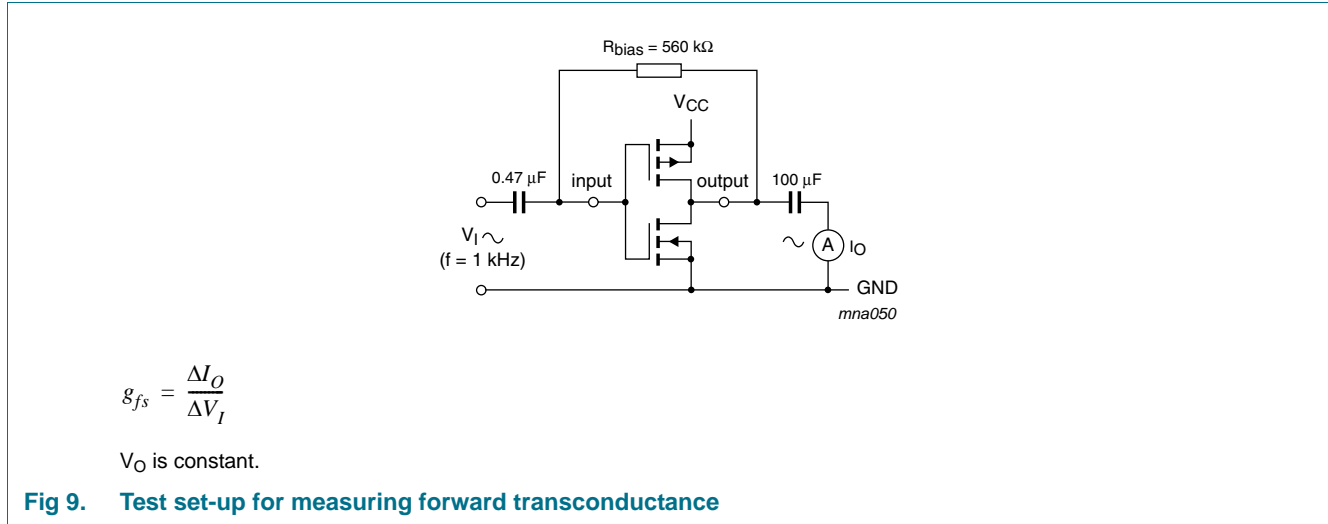 Rbias = 560 kΩ
VCC
0.47 μF
input
output
100 μF
VI ~
(f = 1 kHz)
~
A
IO
GND
mna050
gfs = ΔIO / ΔVI
VO is constant.
Fig 9. Test set-up for measuring forward transconductance